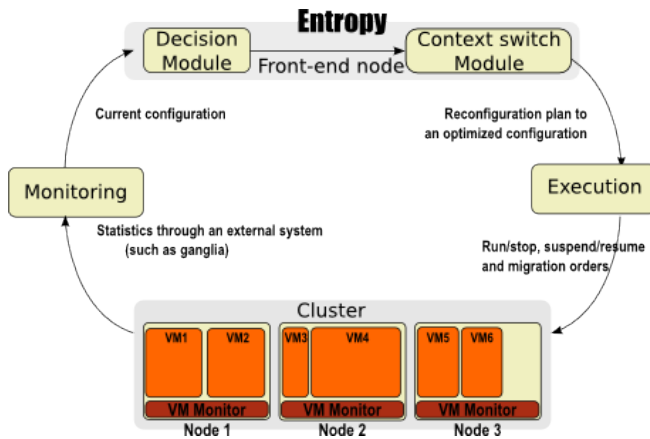 Entropy
Decision
Module
Context switch
Module
Front-end node
Current configuration
Reconfiguration plan to
an optimized configuration
Monitoring
Execution
Statistics through an external system
(such as ganglia)
Run/stop, suspend/resume
and migration orders
Cluster
VM1
VM2
VM3
VM4
VM5
VM6
VM Monitor
VM Monitor
VM Monitor
Node 1
Node 2
Node 3